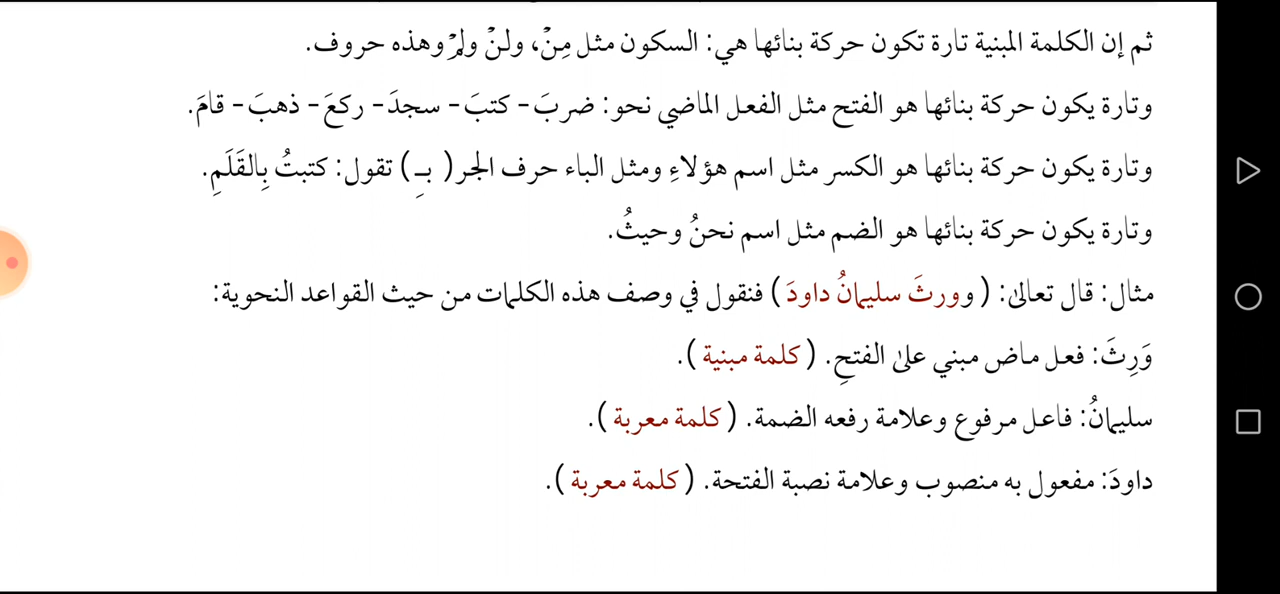 ثم إن الكلمة المبنية تارة تكون حركة بنائها هي: السكون مثل مِنْ، ولنْ ولمْ وهذه حروف.
وتارة يكون حركة بنائها هو الفتح مثل الفعل الماضي نحو: ضربَ- كتبَ- سجدَ- ركعَ- ذهبَ- قامَ.
وتارة يكون حركة بنائها هو الكسر مثل اسم هؤلاءِ ومثل الباء حرف الجر( بـِ ) تقول: كتبتُ بِالقَلَمِ.
وتارة يكون حركة بنائها هو الضم مثل اسم نحنُ وحيثُ.
مثال: قال تعالىٰ: ( وورثَ سليمانُ داودَ ) فنقول في وصف هذه الكلمات من حيث القواعد النحوية:
وَرِثَ: فعل ماض مبني علىٰ الفتحِ. ( كلمة مبنية ).
سليمانُ: فاعل مرفوع وعلامة رفعه الضمة. ( كلمة معربة ).
داودَ: مفعول به منصوب وعلامة نصبة الفتحة. ( كلمة معربة ).